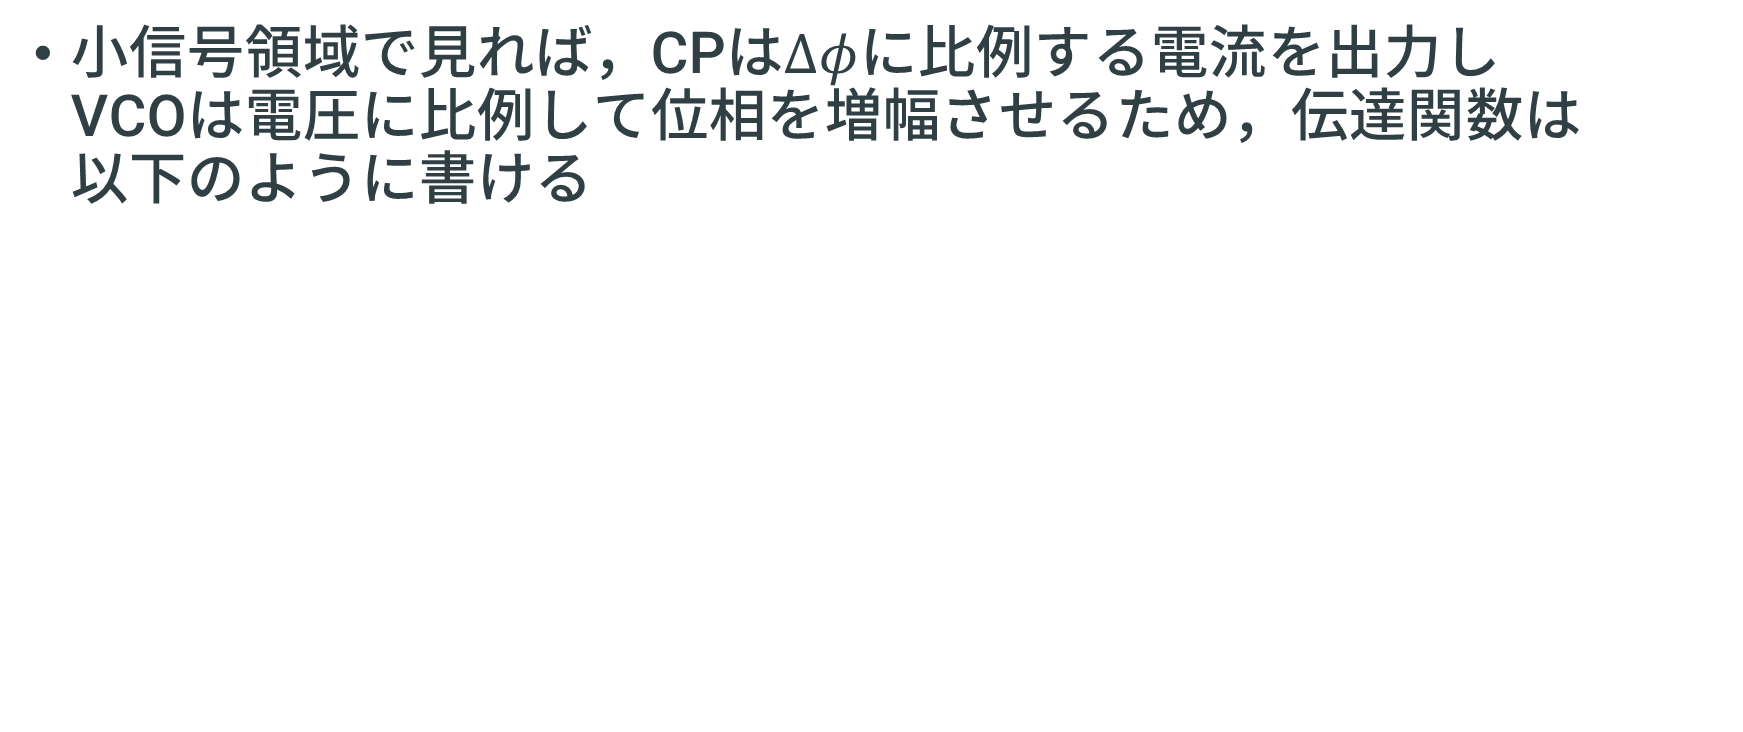 • 小信号領域で見れば，CPはΔϕに比例する電流を出力し
VCOは電圧に比例して位相を増幅させるため，伝達関数は
以下のように書ける